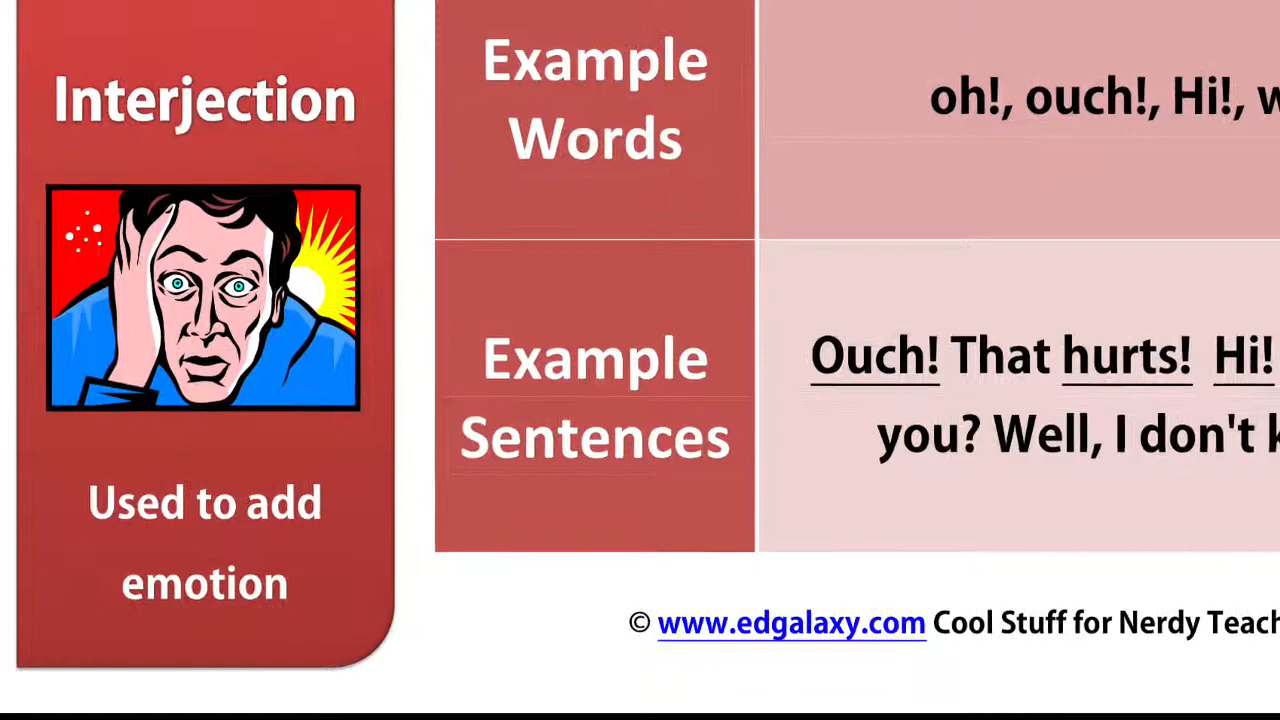 Interjection
Used to add
emotion
Example
Words
oh!, ouch!, Hi!,
Example
Sentences
Ouch! That hurts! Hi!
you? Well, I don't
© www.edgalaxy.com Cool Stuff for Nerdy